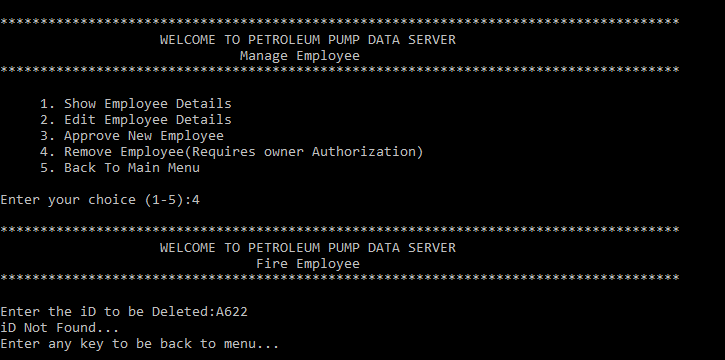 *************************************************************************************
WELCOME TO PETROLEUM PUMP DATA SERVER
Manage Employee
*************************************************************************************
1. Show Employee Details
2. Edit Employee Details
3. Approve New Employee
4. Remove Employee(Requires owner Authorization)
5. Back To Main Menu
Enter your choice (1-5):4
*************************************************************************************
WELCOME TO PETROLEUM PUMP DATA SERVER
Fire Employee
*************************************************************************************
Enter the iD to be Deleted:A622
iD Not Found...
Enter any key to be back to menu...